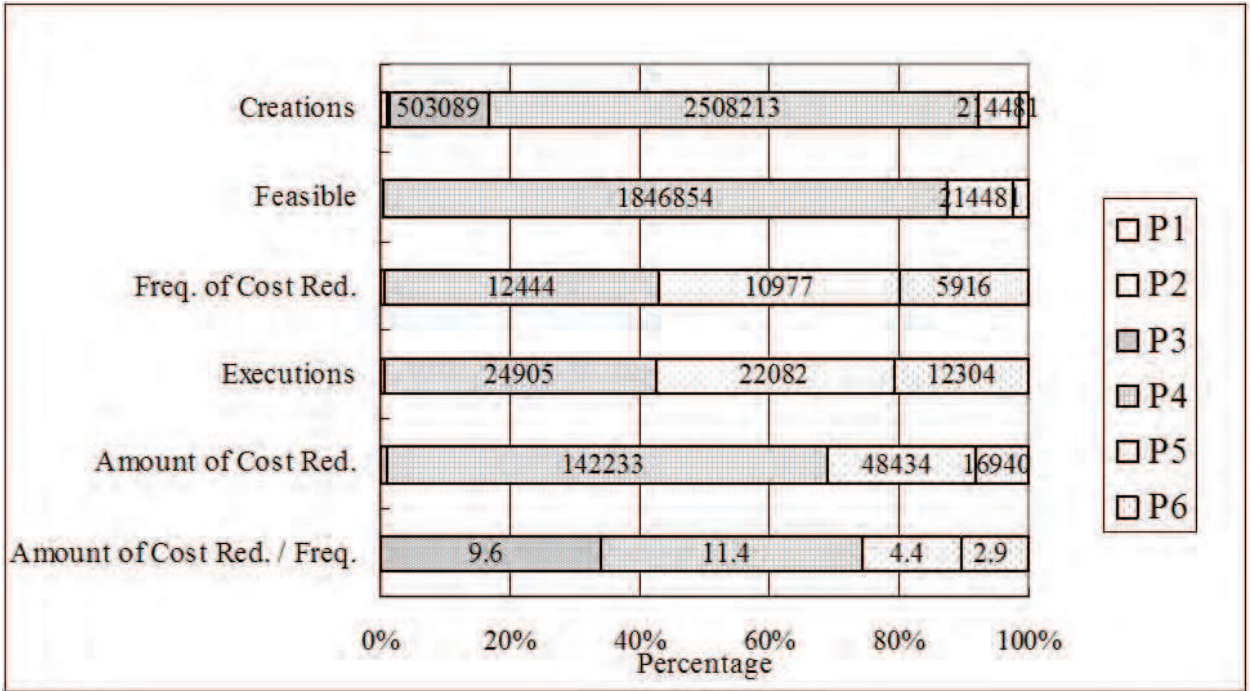 Creations 503089 2508213 214481
Feasible 1846854 214481
Freq. of Cost Red. 12444 10977 5916
Executions 24905 22082 12304
Amount of Cost Red. 142233 48434 16940
Amount of Cost Red. / Freq. 9.6 11.4 4.4 2.9
0% 20% 40% 60% 80% 100%
Percentage
P1
P2
P3
P4
P5
P6